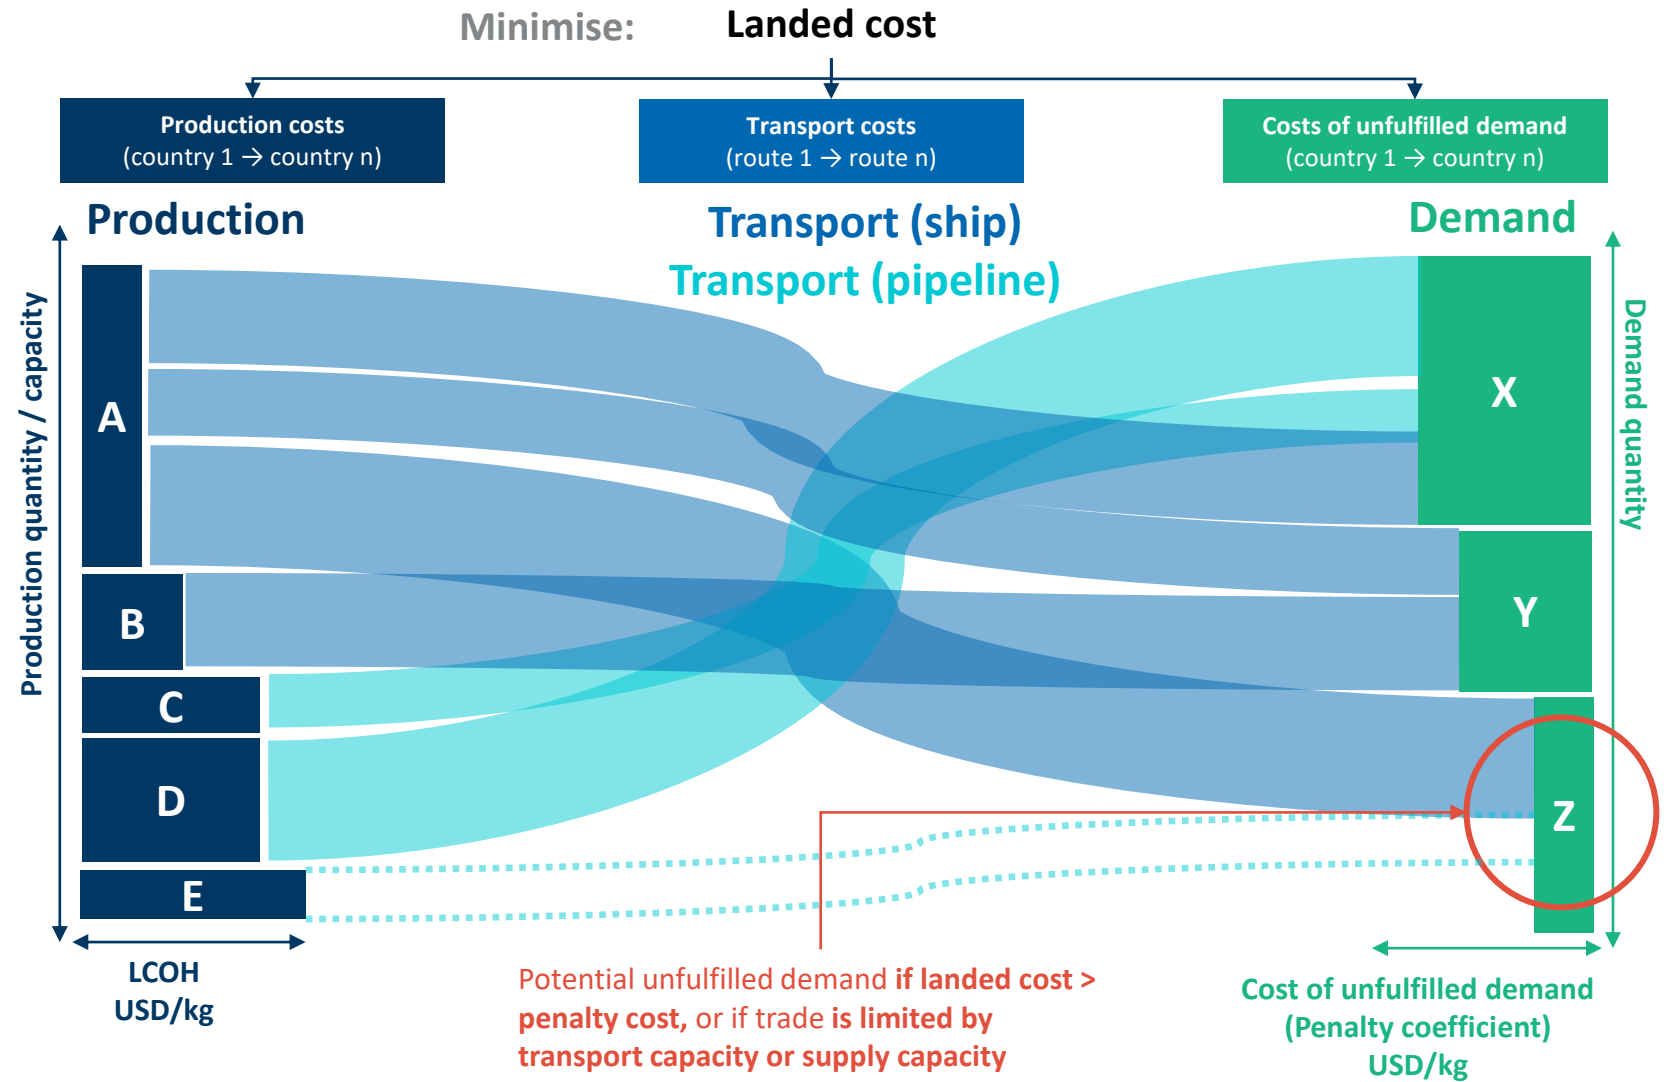 Minimise: Landed cost
Production costs
(country 1 → country n)
Transport costs
(route 1 → route n)
Costs of unfulfilled demand
(country 1 → country n)
Production
Transport (ship)
Transport (pipeline)
Demand
Production quantity / capacity
A
B
C
D
E
X
Y
Z
Demand quantity
LCOH
USD/kg
Potential unfulfilled demand if landed cost >
penalty cost, or if trade is limited by
transport capacity or supply capacity
Cost of unfulfilled demand
(Penalty coefficient)
USD/kg